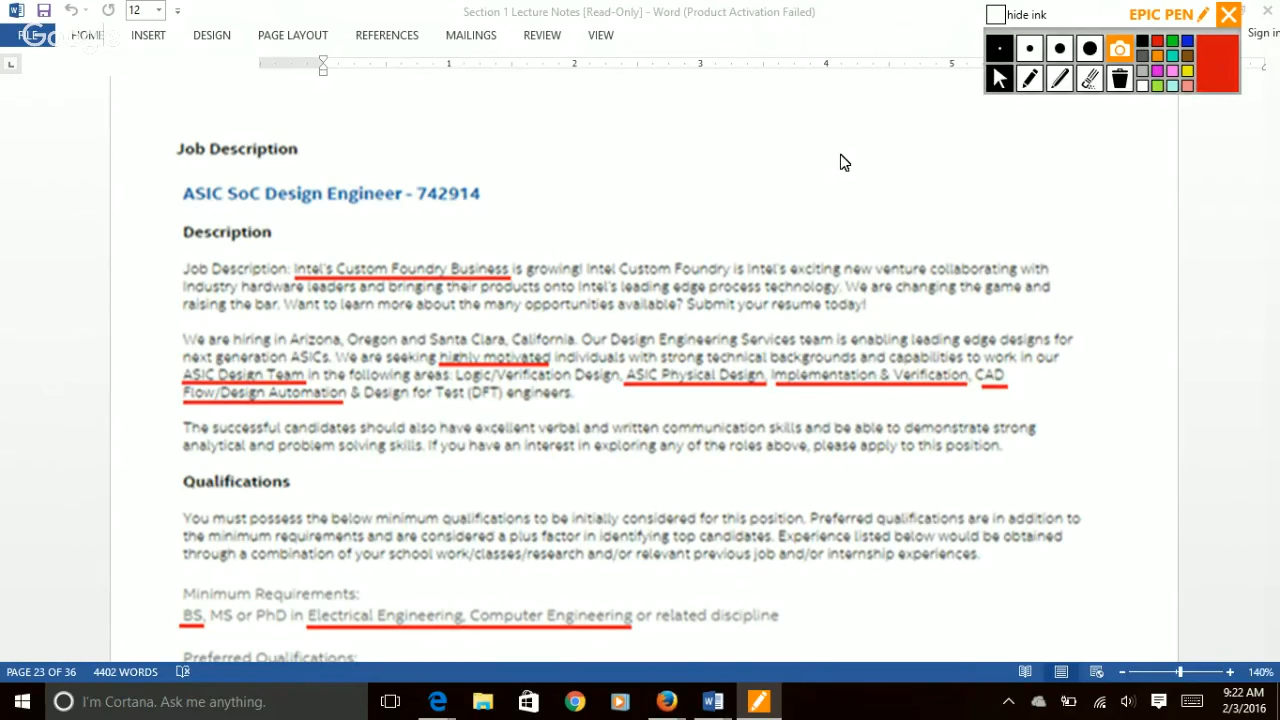 12
Section 1 Lecture Notes [Read-Only] - Word (Product Activation Failed)
hide ink
EPIC PEN
Google
FILE HOME INSERT DESIGN PAGE LAYOUT REFERENCES MAILINGS REVIEW VIEW
Sign in
1 2 3 4 5
Job Description
ASIC SoC Design Engineer - 742914
Description
Job Description: Intel's Custom Foundry Business is growing! Intel Custom Foundry is Intel's exciting new venture collaborating with
Industry hardware leaders and bringing their products onto Intel's leading edge process technology. We are changing the game and
raising the bar. Want to learn more about the many opportunities available? Submit your resume today!
We are hiring in Arizona, Oregon and Santa Clara, California. Our Design Engineering Services team is enabling leading edge designs for
next generation ASICs. We are seeking highly motivated individuals with strong technical backgrounds and capabilities to work in our
ASIC Design Team in the following areas: Logic/Verification Design, ASIC Physical Design, Implementation & Verification, CAD
Flow/Design Automation & Design for Test (DFT) engineers.
The successful candidates should also have excellent verbal and written communication skills and be able to demonstrate strong
analytical and problem solving skills. If you have an interest in exploring any of the roles above, please apply to this position.
Qualifications
You must possess the below minimum qualifications to be initially considered for this position. Preferred qualifications are in addition to
the minimum requirements and are considered a plus factor in identifying top candidates. Experience listed below would be obtained
through a combination of your school work/classes/research and/or relevant previous job and/or internship experiences.
Minimum Requirements:
BS, MS or PhD in Electrical Engineering, Computer Engineering or related discipline
Preferred Qualifications:
PAGE 23 OF 36 4402 WORDS
140%
I'm Cortana. Ask me anything.
9:22 AM
2/3/2016